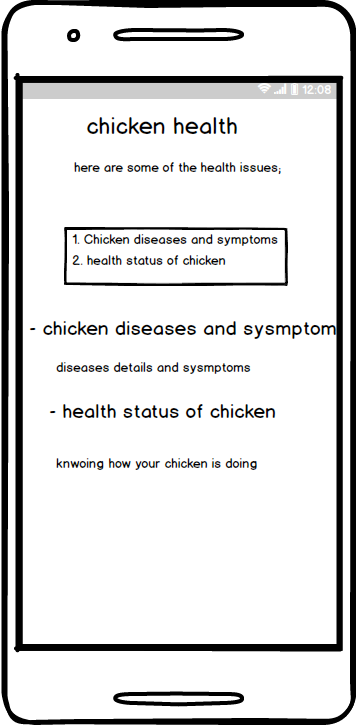 12:08
chicken health
here are some of the health issues;
1. Chicken diseases and symptoms
2. health status of chicken
- chicken diseases and sysmptom
diseases details and sysmptoms
- health status of chicken
knwoing how your chicken is doing